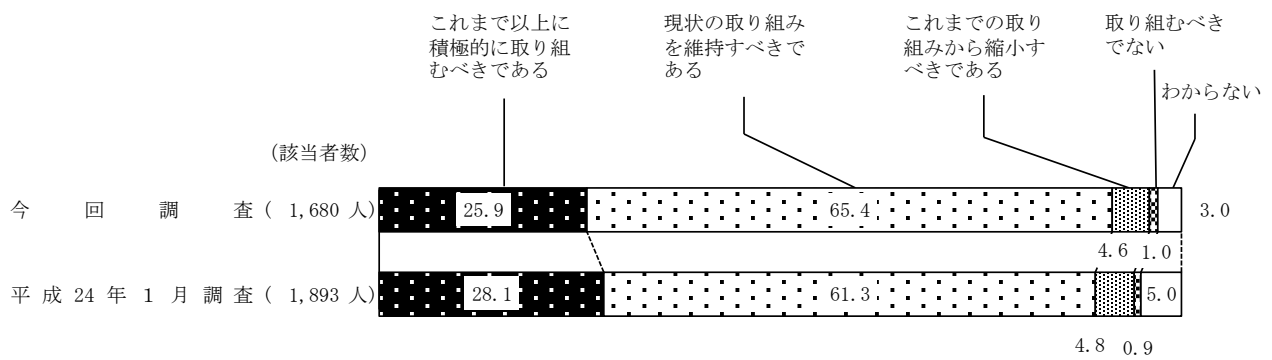 これまで以上に
積極的に取り組
むべきである
現状の取り組み
を維持すべきで
ある
これまでの取り
組みから縮小す
べきである
取り組むべき
でない
わからない
(該当者数)
今回調査 ( 1,680 人) 25.9 65.4 3.0
4.6 1.0
平成 24 年 1 月調査 ( 1,893 人) 28.1 61.3 5.0
4.8 0.9